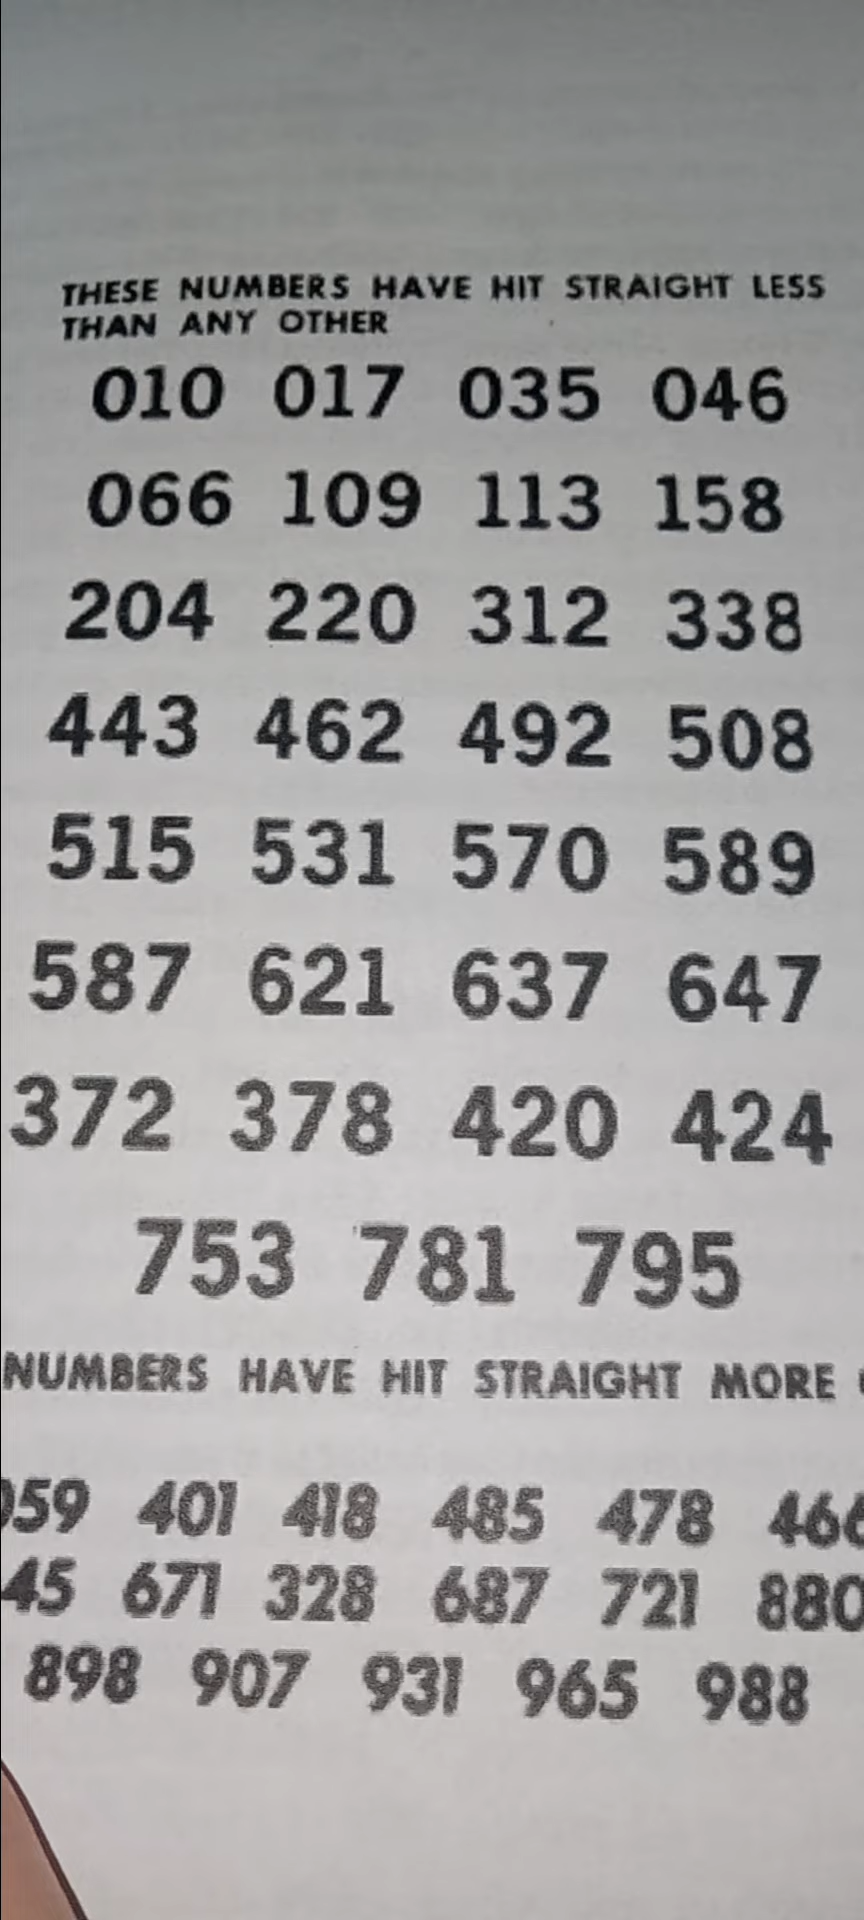 THESE NUMBERS HAVE HIT STRAIGHT LESS
THAN ANY OTHER
010 017 035 046
066 109 113 158
204 220 312 338
443 462 492 508
515 531 570 589
587 621 637 647
372 378 420 424
753 781 795
NUMBERS HAVE HIT STRAIGHT MORE
401 418 485 478
671 328 687 721 880
898 907 931 965 988